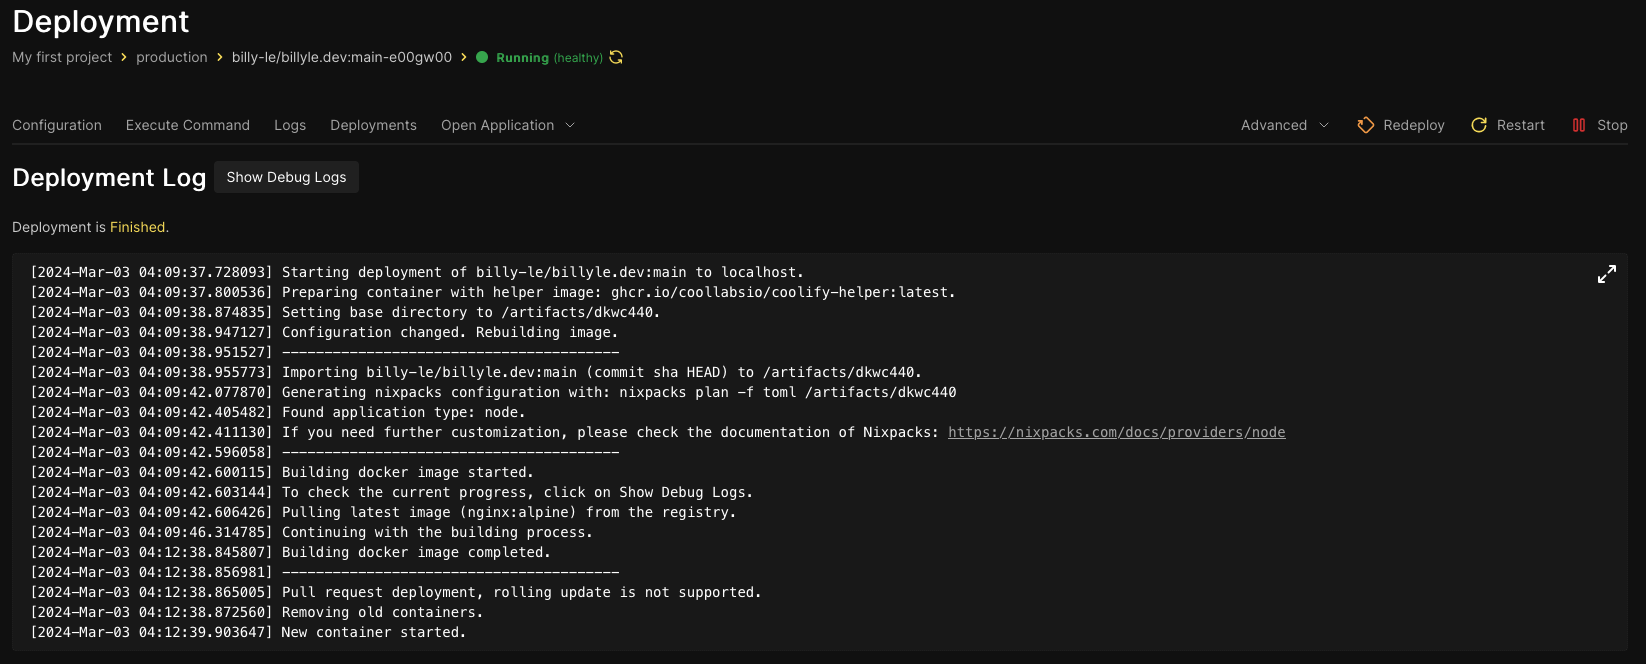 Deployment
My first project > production > billy-le/billyle.dev:main-e00gw00 > Running (healthy)
Configuration Execute Command Logs Deployments Open Application Advanced Redeploy Restart Stop
Deployment Log Show Debug Logs
Deployment is Finished.
[2024-Mar-03 04:09:37.728093] Starting deployment of billy-le/billyle.dev:main to localhost.
[2024-Mar-03 04:09:37.800536] Preparing container with helper image: ghcr.io/coollabsio/coolify-helper:latest.
[2024-Mar-03 04:09:38.874835] Setting base directory to /artifacts/dkwc440.
[2024-Mar-03 04:09:38.947127] Configuration changed. Rebuilding image.
[2024-Mar-03 04:09:38.951527] ----------------------------------------
[2024-Mar-03 04:09:38.955773] Importing billy-le/billyle.dev:main (commit sha HEAD) to /artifacts/dkwc440.
[2024-Mar-03 04:09:42.077870] Generating nixpacks configuration with: nixpacks plan -f toml /artifacts/dkwc440
[2024-Mar-03 04:09:42.405482] Found application type: node.
[2024-Mar-03 04:09:42.411130] If you need further customization, please check the documentation of Nixpacks: https://nixpacks.com/docs/providers/node
[2024-Mar-03 04:09:42.596058] ----------------------------------------
[2024-Mar-03 04:09:42.600115] Building docker image started.
[2024-Mar-03 04:09:42.603144] To check the current progress, click on Show Debug Logs.
[2024-Mar-03 04:09:42.606426] Pulling latest image (nginx:alpine) from the registry.
[2024-Mar-03 04:09:46.314785] Continuing with the building process.
[2024-Mar-03 04:12:38.845807] Building docker image completed.
[2024-Mar-03 04:12:38.856981] ----------------------------------------
[2024-Mar-03 04:12:38.865005] Pull request deployment, rolling update is not supported.
[2024-Mar-03 04:12:38.872560] Removing old containers.
[2024-Mar-03 04:12:39.903647] New container started.